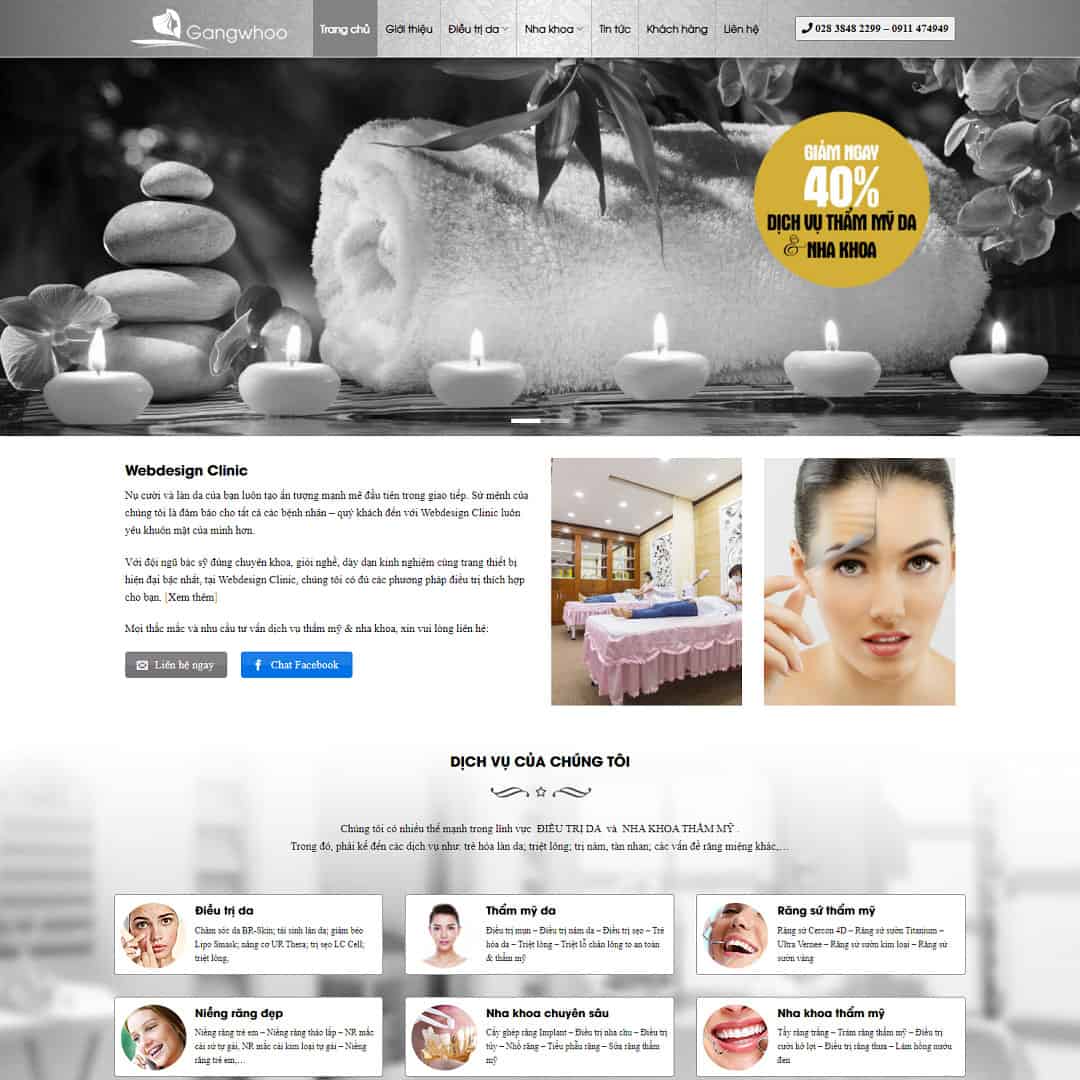 Gangwhoo
Trang chủ
Giới thiệu
Điều trị da
Nha khoa
Tin tức
Khách hàng
Liên hệ
028 3848 2299 – 0911 474949
GIẢM NGAY
40%
DỊCH VỤ THẨM MỸ DA
& NHA KHOA
Webdesign Clinic
Nụ cười và làn da của bạn luôn tạo ấn tượng mạnh mẽ đầu tiên trong giao tiếp. Sứ mệnh của
chúng tôi là đảm bảo cho tất cả các bệnh nhân – quý khách đến với Webdesign Clinic luôn
yêu khuôn mặt của mình hơn.
Với đội ngũ bác sỹ đúng chuyên khoa, giỏi nghề, dày dạn kinh nghiệm cùng trang thiết bị
hiện đại bậc nhất, tại Webdesign Clinic, chúng tôi có đủ các phương pháp điều trị thích hợp
cho bạn. [Xem thêm]
Mọi thắc mắc và nhu cầu tư vấn dịch vụ thẩm mỹ & nha khoa, xin vui lòng liên hệ:
Liên hệ ngay
Chat Facebook
DỊCH VỤ CỦA CHÚNG TÔI
Chúng tôi có nhiều thế mạnh trong lĩnh vực ĐIỀU TRỊ DA và NHA KHOA THẨM MỸ .
Trong đó, phải kể đến các dịch vụ như: trẻ hóa làn da; triệt lông; trị nám, tàn nhan; các vấn đề răng miệng khác,…
Điều trị da
Chăm sóc da BR-Skin; tái sinh làn da; giảm béo
Lipo Smask; nâng cơ UR Thera; trị sẹo LC Cell;
triệt lông,
Thẩm mỹ da
Điều trị mụn – Điều trị nám da – Điều trị sẹo – Trẻ
hóa da – Triệt lông – Triệt lỗ chân lông to an toàn
& thẩm mỹ
Răng sứ thẩm mỹ
Răng sứ Cercon 4D – Răng sứ sườn Titanium –
Ultra Vernee – Răng sứ sườn kim loại – Răng sứ
sườn vàng
Niềng răng đẹp
Niềng răng trẻ em – Niềng răng tháo lắp – NR mắc
cài sứ tự gài, NR mắc cài kim loại tự gài – Niềng
răng trẻ em,…
Nha khoa chuyên sâu
Cấy ghép răng Implant – Điều trị nha chu – Điều trị
tủy – Nhổ răng – Tiểu phẫu răng – Sửa răng thẩm
mỹ
Nha khoa thẩm mỹ
Tẩy răng trắng – Trám răng thẩm mỹ – Điều trị
cười hở lợi – Điều trị răng thưa – Làm hồng nướu
đen